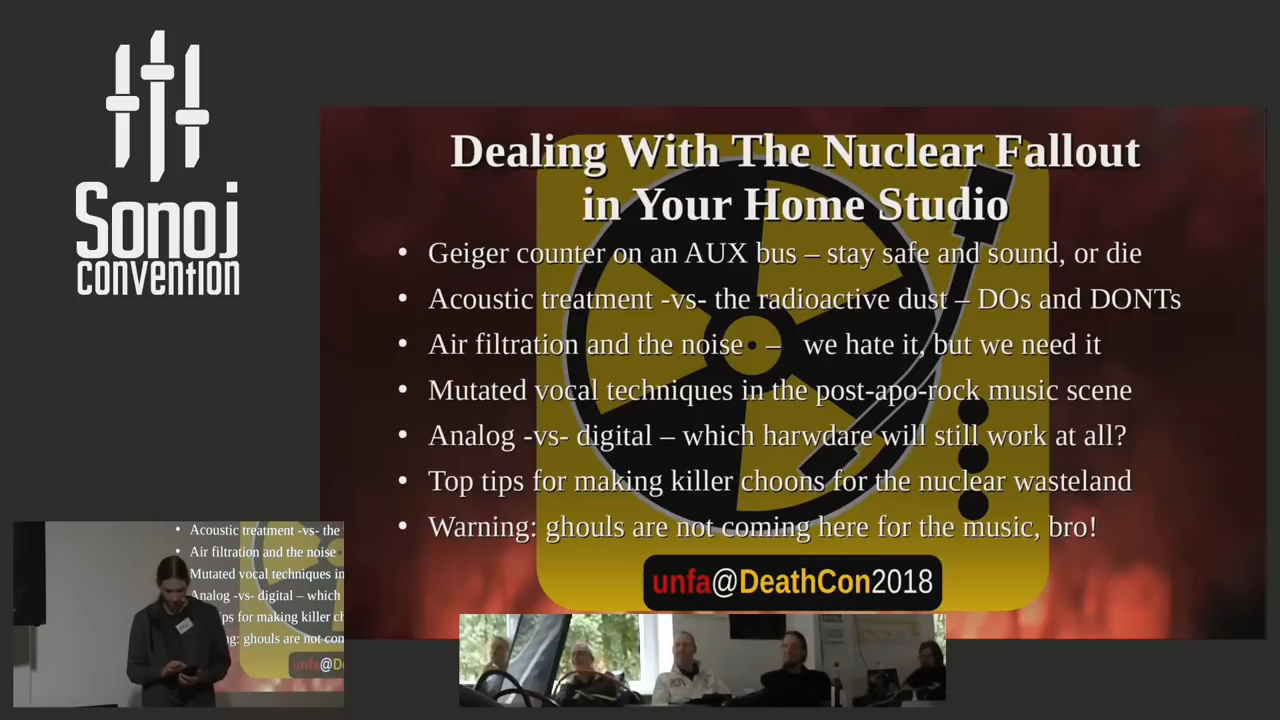 Sonoj
convention
Dealing With The Nuclear Fallout
in Your Home Studio
• Geiger counter on an AUX bus – stay safe and sound, or die
• Acoustic treatment -vs- the radioactive dust – DOs and DONTs
• Air filtration and the noise – we hate it, but we need it
• Mutated vocal techniques in the post-apo-rock music scene
• Analog -vs- digital – which harwdare will still work at all?
• Top tips for making killer choons for the nuclear wasteland
• Warning: ghouls are not coming here for the music, bro!
unfa@DeathCon2018
• Acoustic treatment -vs- the
• Air filtration and the noise
Mutated vocal techniques in
Analog -vs- digital – which
ps for making killer ch
ng: ghouls are not con
unfa@De